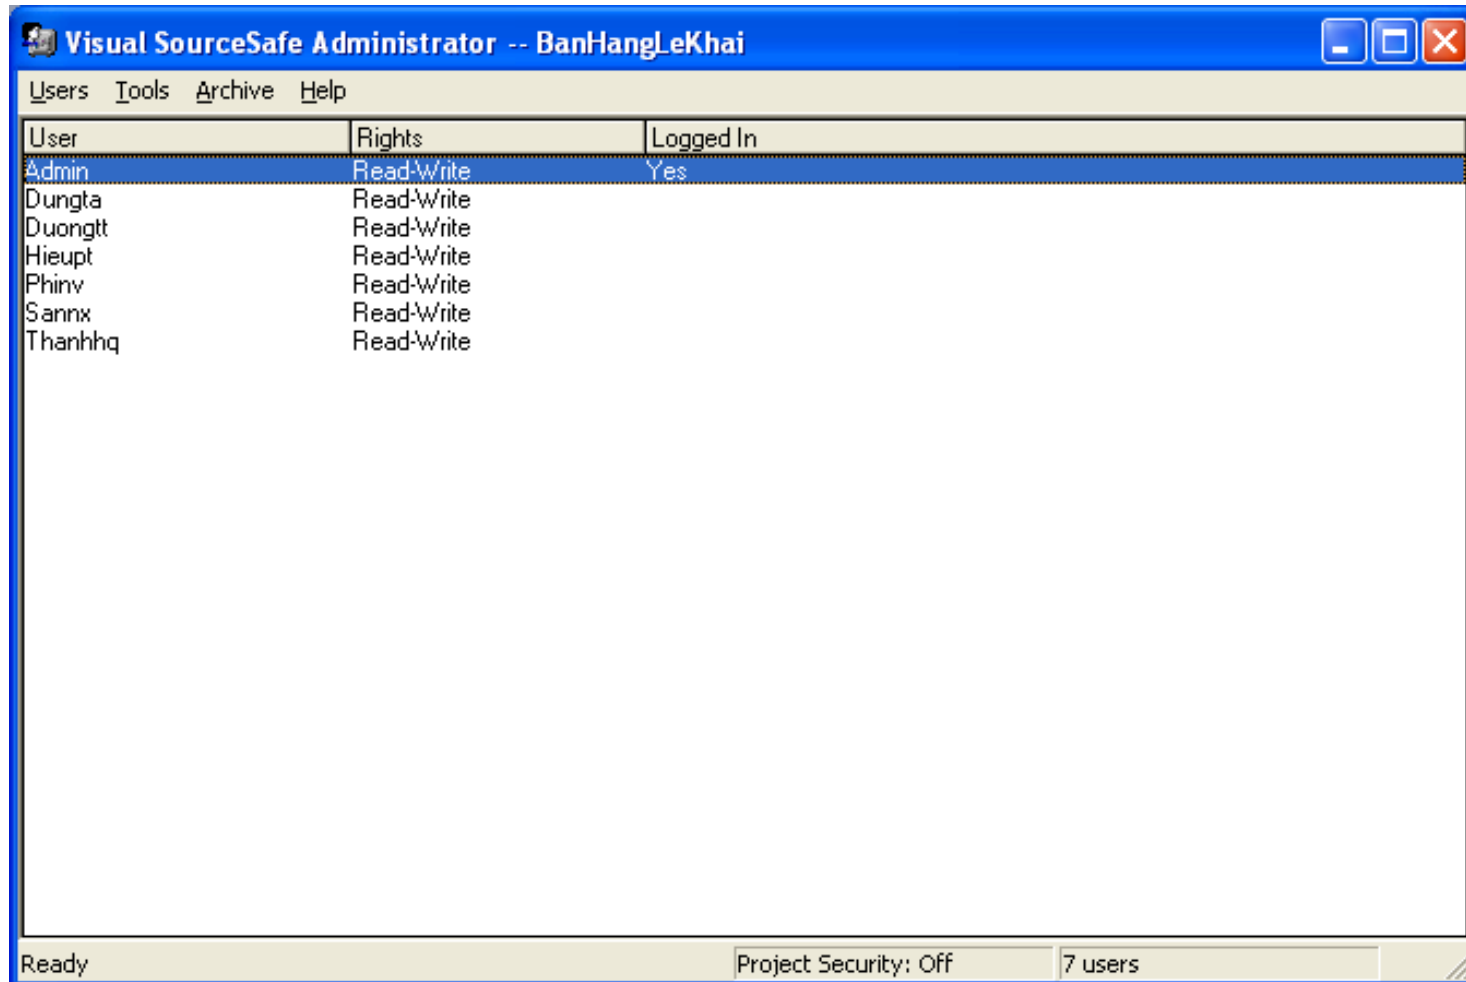 Visual SourceSafe Administrator -- BanHangLeKhai
Users Tools Archive Help
User Rights Logged In
Admin Read-Write Yes
Dungta Read-Write
Duongtt Read-Write
Hieupt Read-Write
Phinv Read-Write
Sannx Read-Write
Thanhhq Read-Write
Ready Project Security: Off 7 users